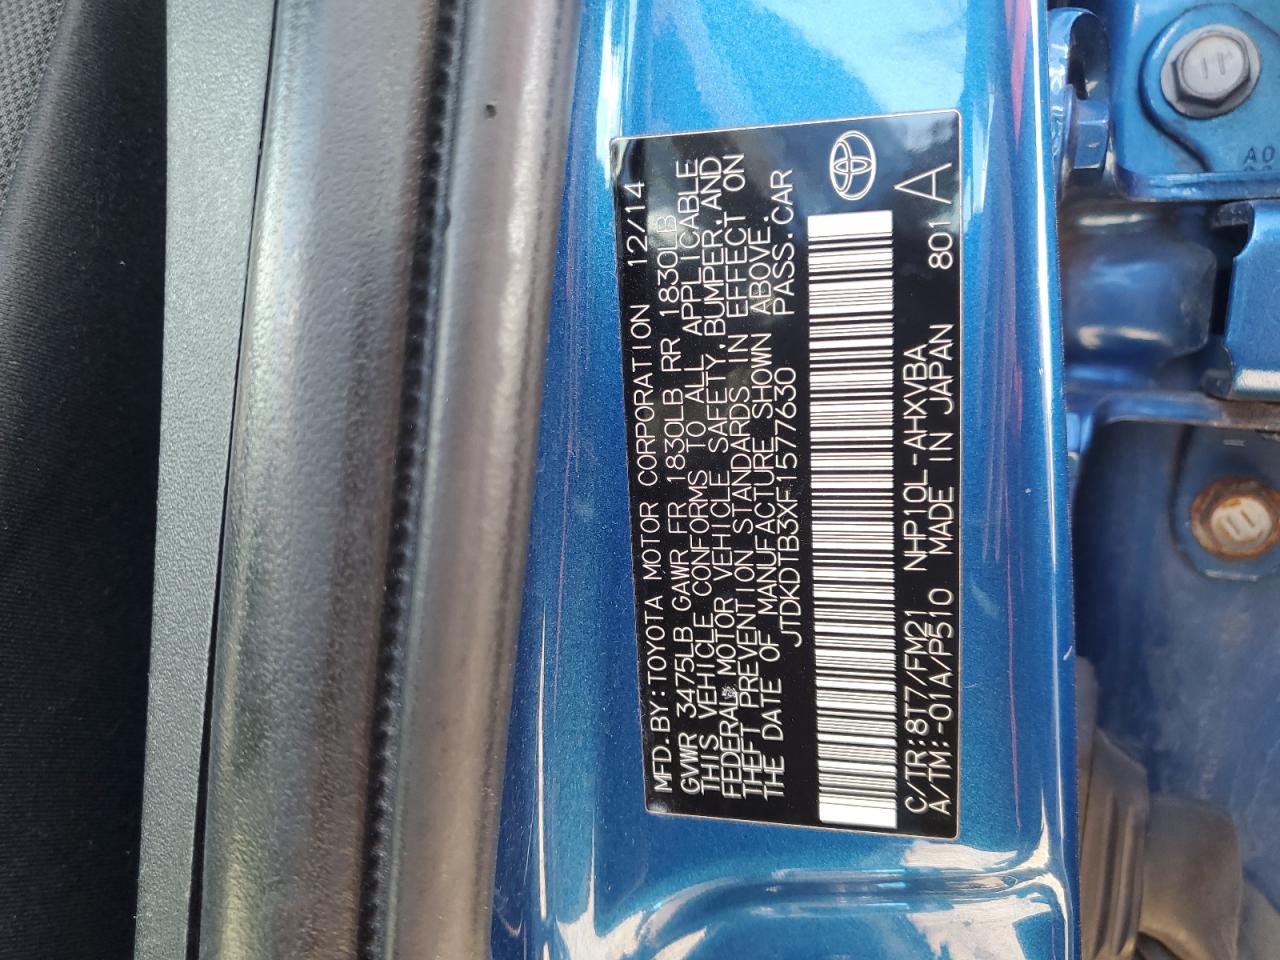 MFD.BY:TOYOTA MOTOR CORPORATION 12/14
GVWR 3475LB GAWR FR 1830LB RR 1830LB
THIS VEHICLE CONFORMS TO ALL APPLICABLE
FEDERAL MOTOR VEHICLE SAFETY,BUMPER,AND
THEFT PREVENTION STANDARDS IN EFFECT ON
THE DATE OF MANUFACTURE SHOWN ABOVE.
JTDKDTB3XF1577630 PASS.CAR
C/TR:8T7/FM21 NHP10L-AHXVBA
A/TM:-01A/P510 MADE IN JAPAN 801 A
11
A0